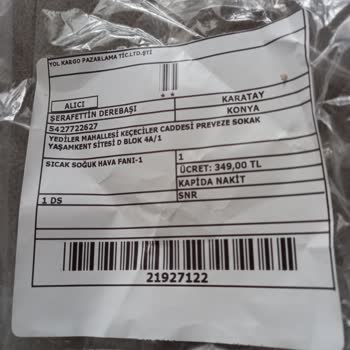 YOL KARGO PAZARLAMA TİC.LTD.ŞTİ
* *
ALICI KARATAY
ŞERAFETTİN DEREBAŞI KONYA
5427722627
YEDİLER MAHALLESİ KEÇECİLER CADDESİ PREVEZE SOKAK
YAŞAMKENT SİTESİ D BLOK 4A/1
SICAK SOĞUK HAVA FANI-1 1
ÜCRET: 349,00 TL
KAPIDA NAKİT
1 DS SNR
21927122